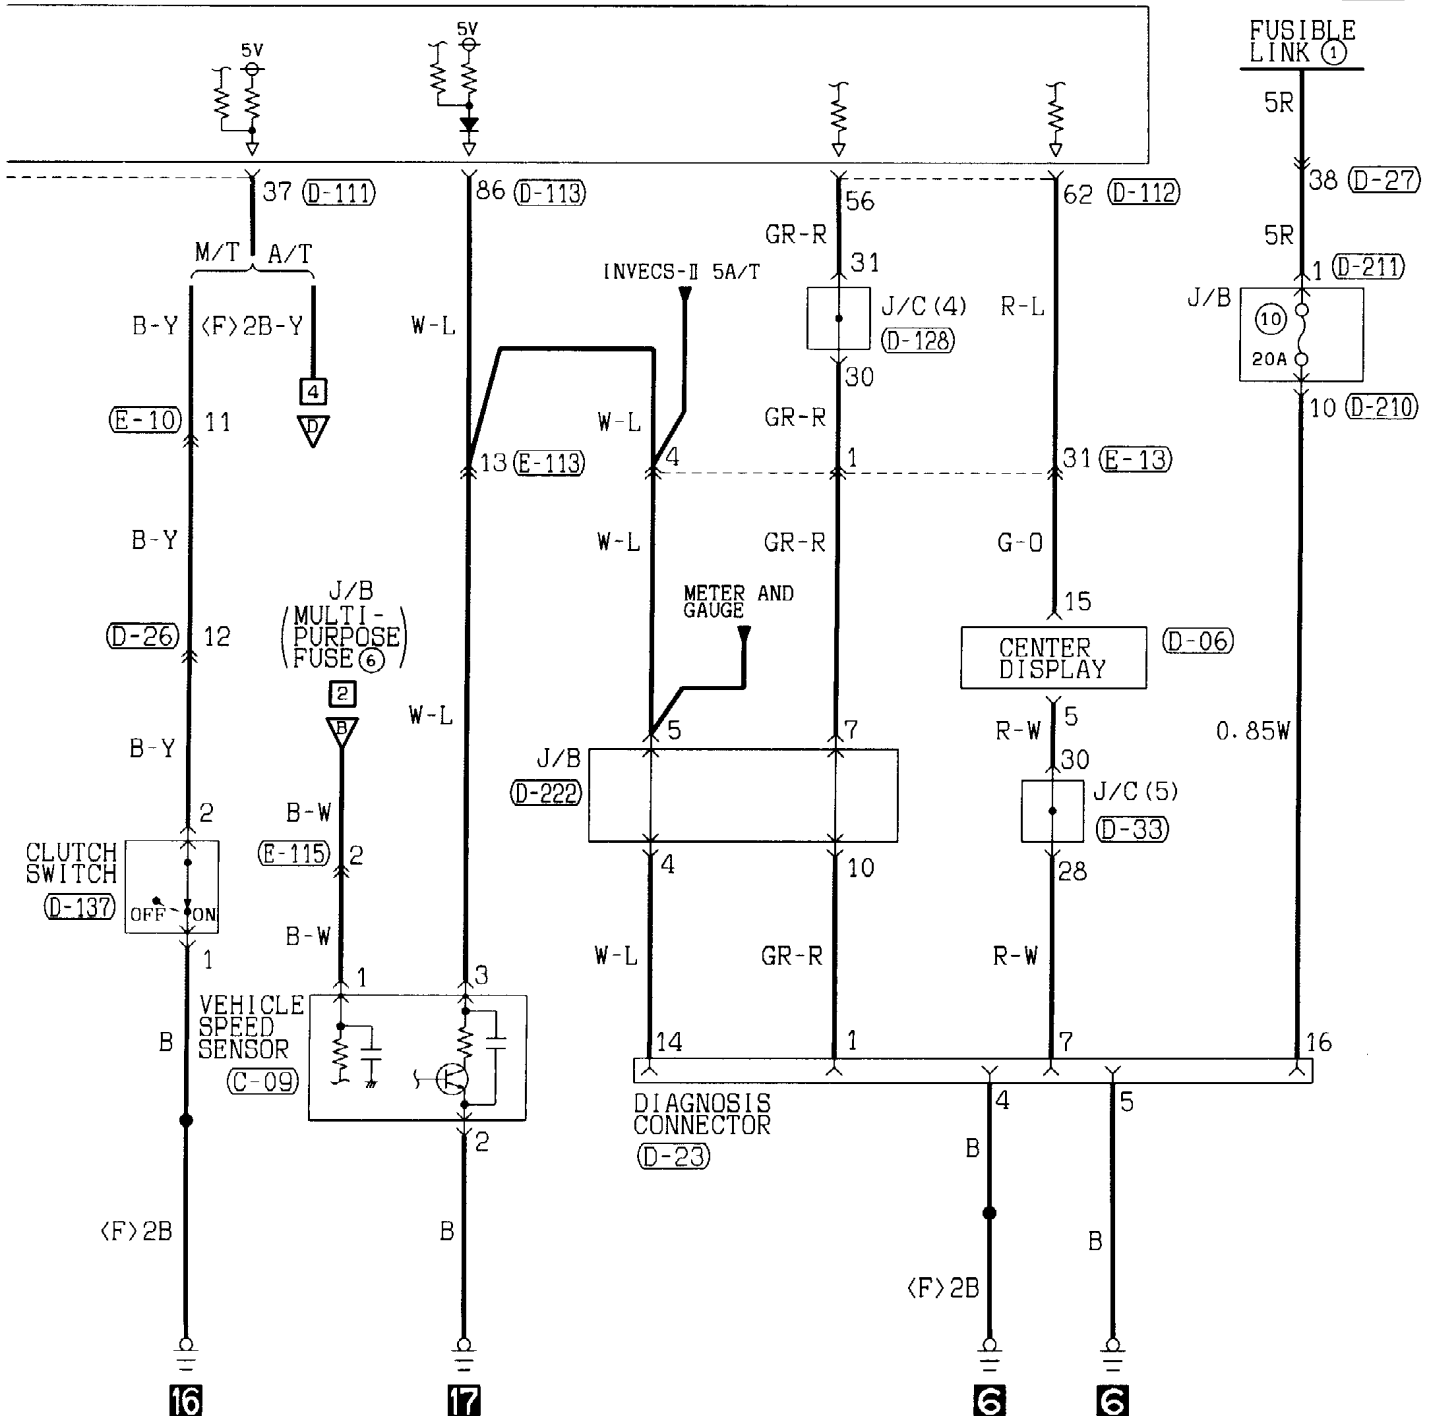 5V
5V
FUSIBLE
LINK ①
5R
37 (D-111)
86 (D-113)
56
62 (D-112)
38 (D-27)
M/T A/T
GR-R
5R
INVECS-Ⅱ 5A/T
31
1 (D-211)
B-Y
<F>2B-Y
W-L
J/C(4)
(D-128)
R-L
J/B
⑩
20A
30
4
D
10 (D-210)
(E-10) 11
W-L
GR-R
13 (E-113)
4
1
31 (E-13)
B-Y
W-L
GR-R
G-O
J/B
(MULTI-
PURPOSE
FUSE⑥)
METER AND
GAUGE
15
(D-26) 12
CENTER
DISPLAY
(D-06)
2
B
W-L
5
7
5
B-Y
R-W
0.85W
J/B
(D-222)
30
J/C(5)
(D-33)
2
B-W
CLUTCH
SWITCH
(D-137)
OFF ON
(E-115) 2
4
10
28
B-W
W-L
GR-R
R-W
1
1
3
VEHICLE
SPEED
SENSOR
(C-09)
B
14
1
7
16
DIAGNOSIS
CONNECTOR
(D-23)
4
5
2
B
<F>2B
B
B
<F>2B
16
17
6
6